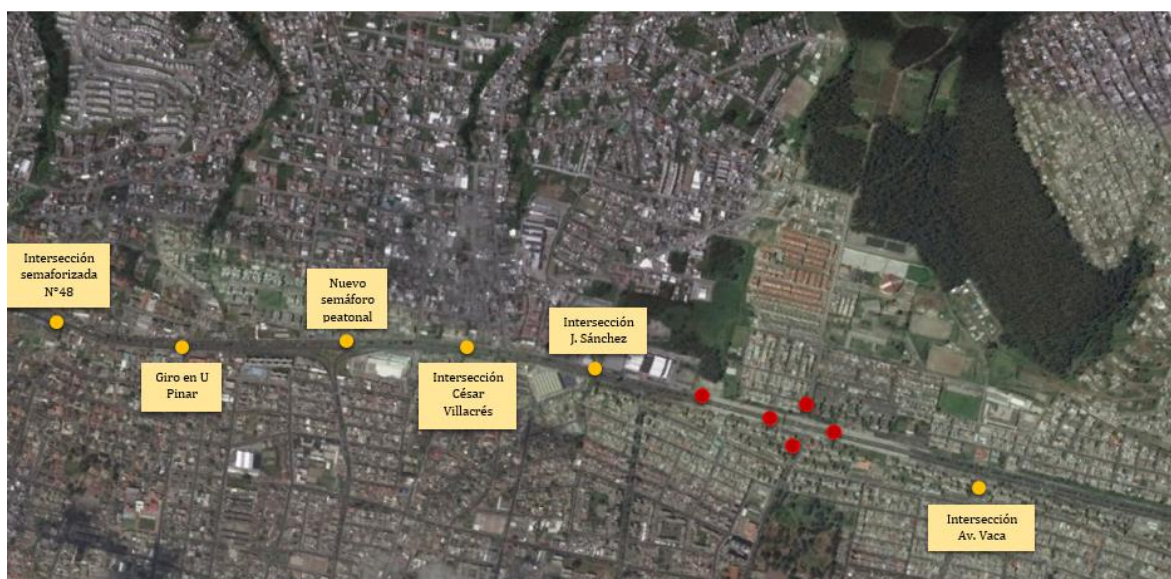 Intersección
semaforizada
N°48
Giro en U
Pinar
Nuevo
semáforo
peatonal
Intersección
César
Villacrés
Intersección
J. Sánchez
Intersección
Av. Vaca